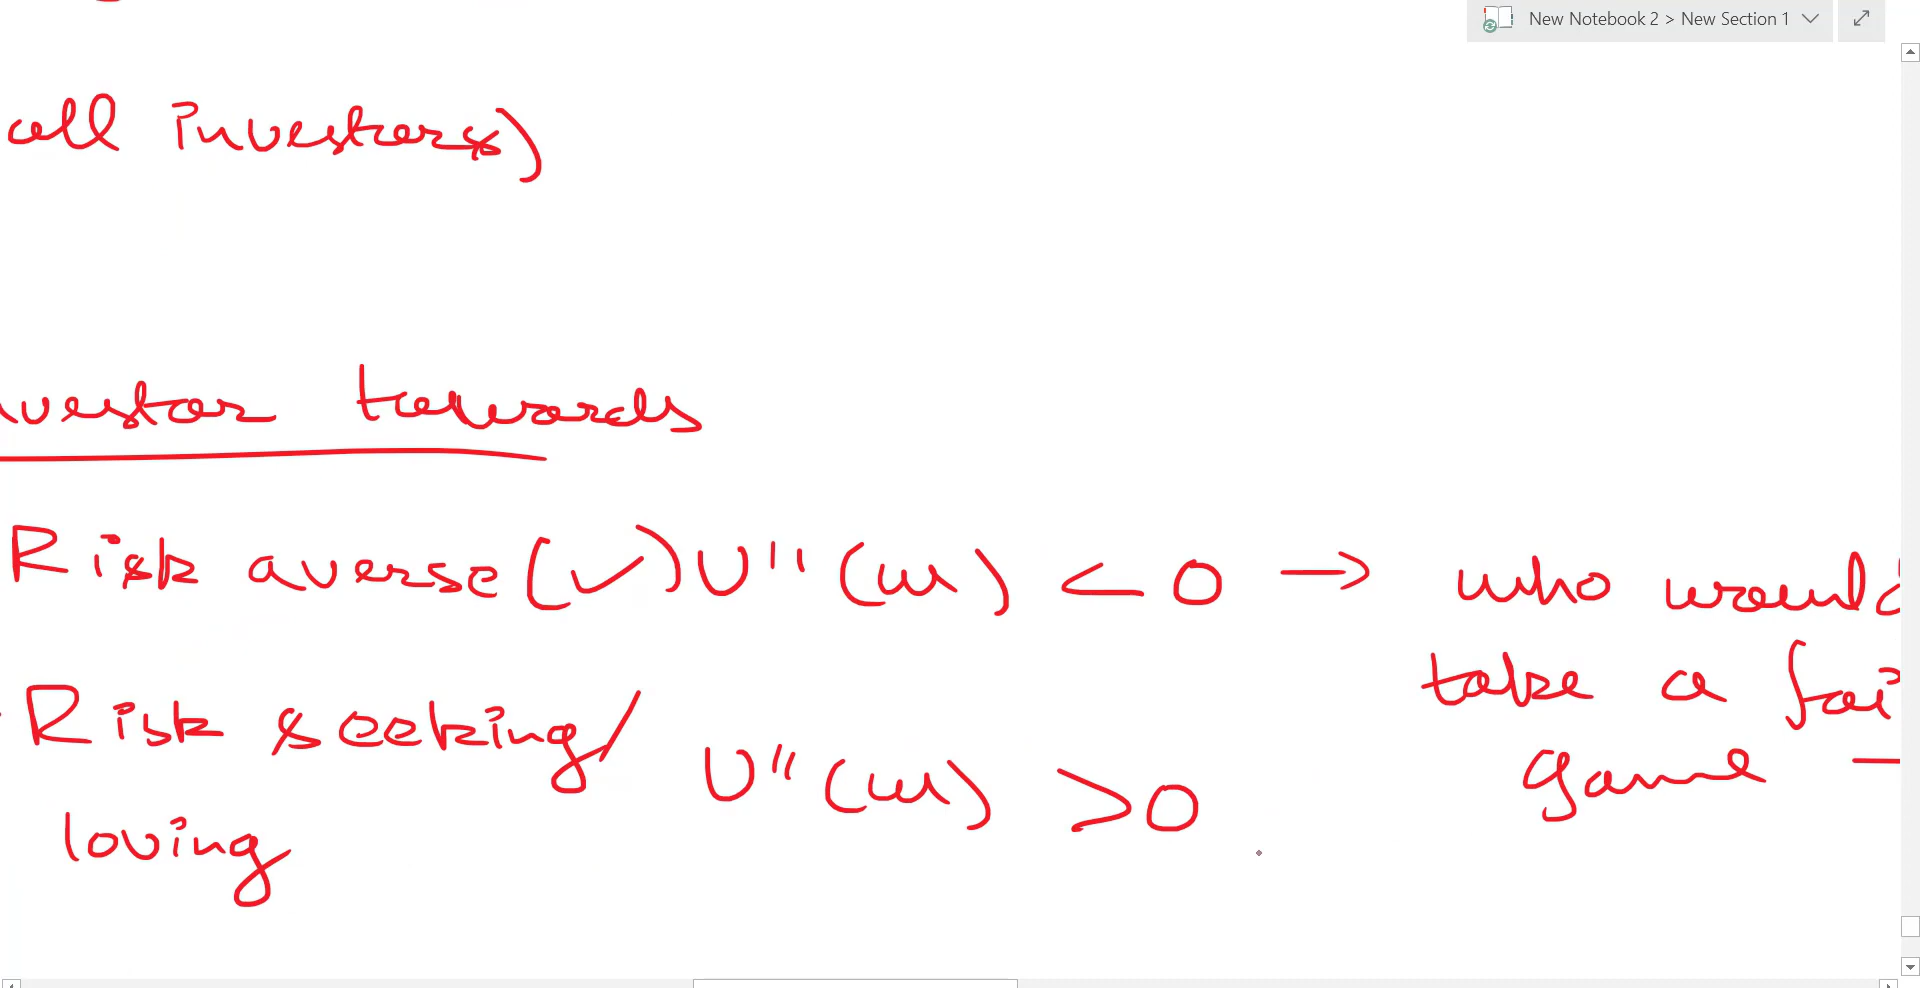 New Notebook 2 > New Section 1
all investors)
nvestor towards
Risk averse (✓) U''(w) < 0 → who would
take a fai
game –
Risk seeking/
loving
U''(w) > 0